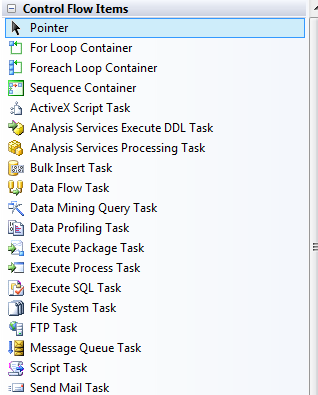 Control Flow Items
Pointer
For Loop Container
Foreach Loop Container
Sequence Container
ActiveX Script Task
Analysis Services Execute DDL Task
Analysis Services Processing Task
Bulk Insert Task
Data Flow Task
Data Mining Query Task
Data Profiling Task
Execute Package Task
Execute Process Task
Execute SQL Task
File System Task
FTP Task
Message Queue Task
Script Task
Send Mail Task